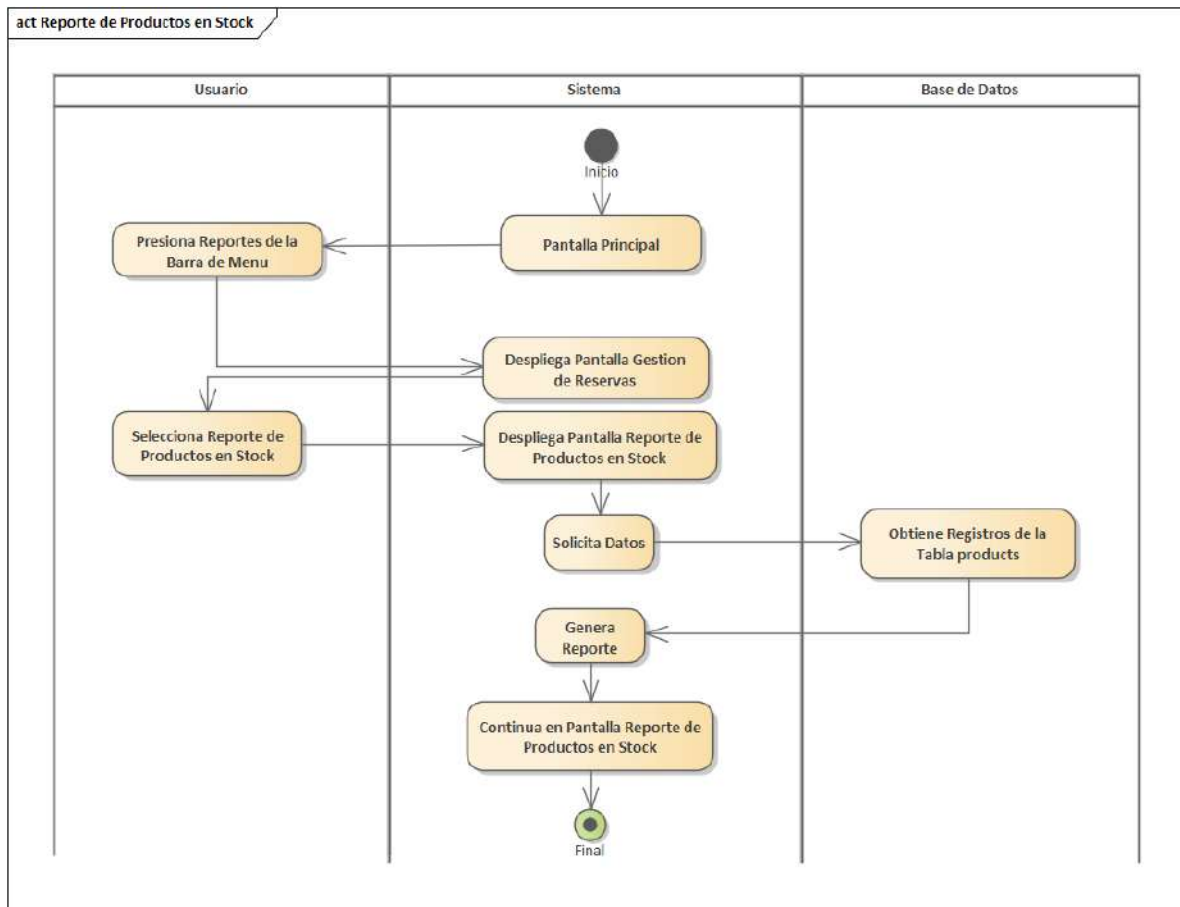 act Reporte de Productos en Stock
Usuario
Sistema
Base de Datos
Inicio
Pantalla Principal
Presiona Reportes de la
Barra de Menu
Despliega Pantalla Gestion
de Reservas
Selecciona Reporte de
Productos en Stock
Despliega Pantalla Reporte de
Productos en Stock
Solicita Datos
Obtiene Registros de la
Tabla products
Genera
Reporte
Continua en Pantalla Reporte de
Productos en Stock
Final